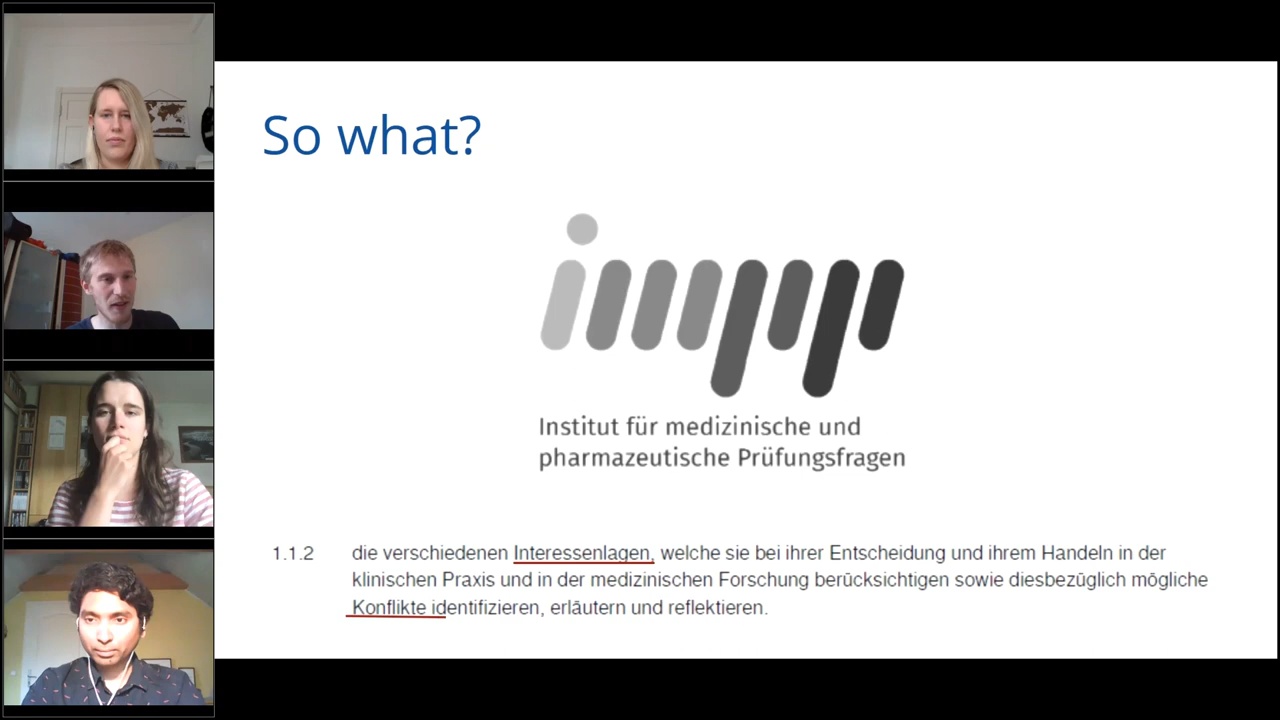 So what?
impp
Institut für medizinische und
pharmazeutische Prüfungsfragen
1.1.2 die verschiedenen Interessenlagen, welche sie bei ihrer Entscheidung und ihrem Handeln in der
klinischen Praxis und in der medizinischen Forschung berücksichtigen sowie diesbezüglich mögliche
Konflikte identifizieren, erläutern und reflektieren.